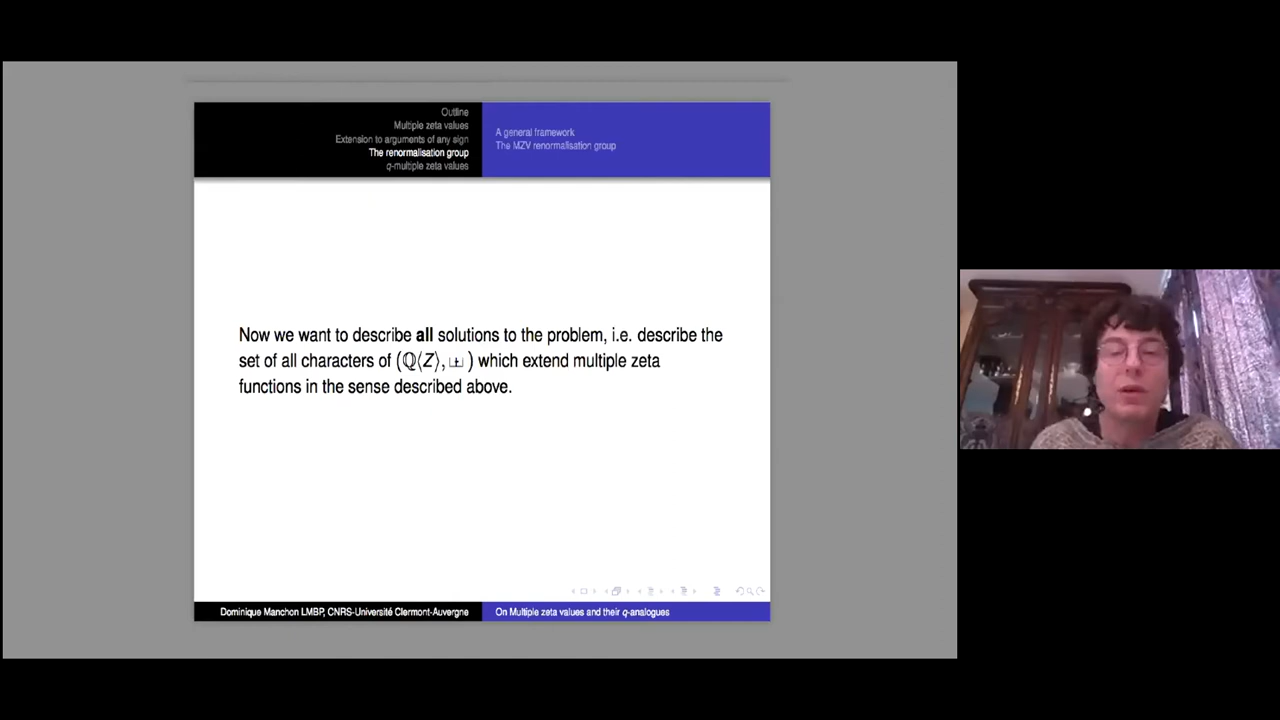 Outline
Multiple zeta values
Extension to arguments of any sign
The renormalisation group
q-multiple zeta values
A general framework
The MZV renormalisation group
Now we want to describe all solutions to the problem, i.e. describe the
set of all characters of (ℚ⟨Z⟩, ⧢ ) which extend multiple zeta
functions in the sense described above.
Dominique Manchon LMBP, CNRS-Université Clermont-Auvergne
On Multiple zeta values and their q-analogues